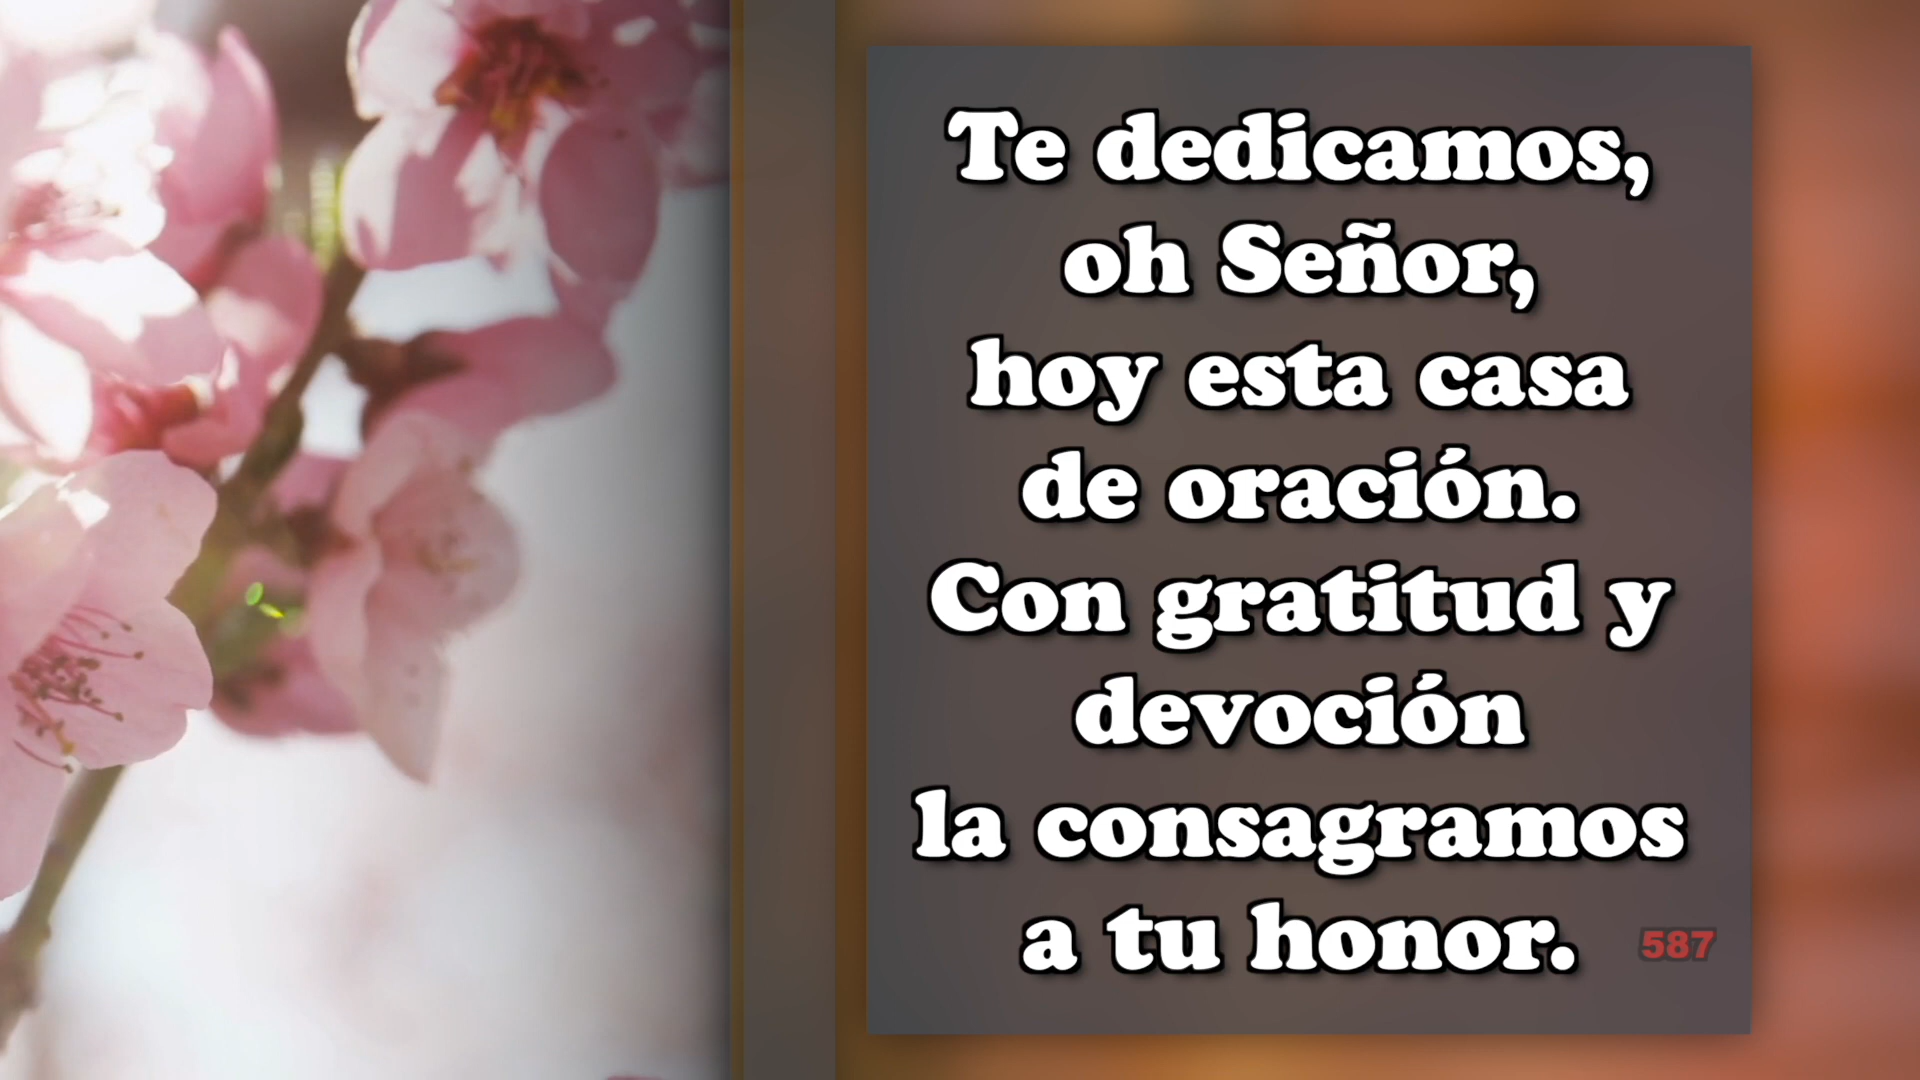 Te dedicamos,
oh Señor,
hoy esta casa
de oración.
Con gratitud y
devoción
la consagramos
a tu honor.
587